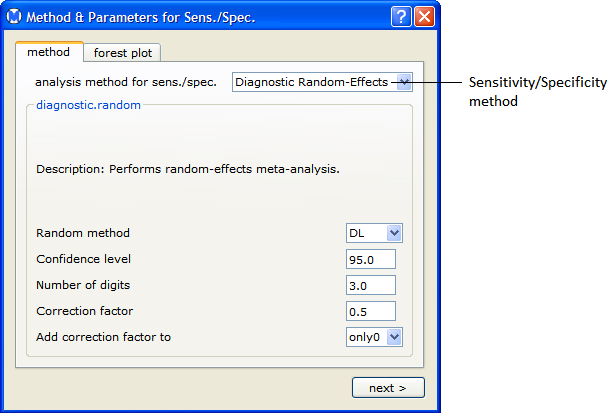 Method & Parameters for Sens./Spec.
method
forest plot
analysis method for sens./spec. Diagnostic Random-Effects
Sensitivity/Specificity
method
diagnostic.random
Description: Performs random-effects meta-analysis.
Random method DL
Confidence level 95.0
Number of digits 3.0
Correction factor 0.5
Add correction factor to only0
next >